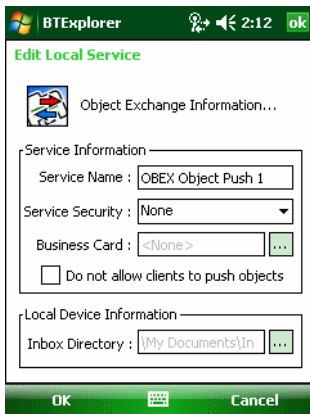 BTExplorer 2:12 ok
Edit Local Service
Object Exchange Information...
Service Information
Service Name : OBEX Object Push 1
Service Security : None
Business Card : <None> ...
Do not allow clients to push objects
Local Device Information
Inbox Directory : \My Documents\In ...
OK Cancel